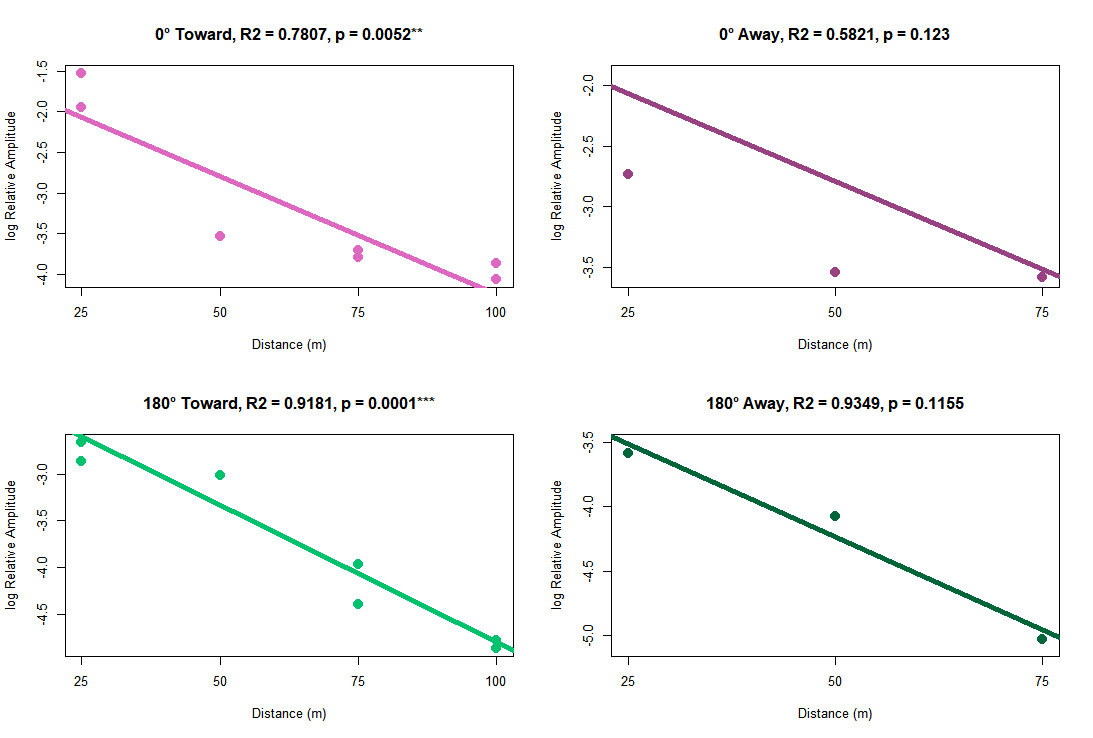 0° Toward, R2 = 0.7807, p = 0.0052**
log Relative Amplitude
-1.5
-2.0
-2.5
-3.0
-3.5
-4.0
25 50 75 100
Distance (m)
0° Away, R2 = 0.5821, p = 0.123
log Relative Amplitude
-2.0
-2.5
-3.0
-3.5
25 50 75
Distance (m)
180° Toward, R2 = 0.9181, p = 0.0001***
log Relative Amplitude
-3.0
-3.5
-4.0
-4.5
25 50 75 100
Distance (m)
180° Away, R2 = 0.9349, p = 0.1155
log Relative Amplitude
-3.5
-4.0
-4.5
-5.0
25 50 75
Distance (m)